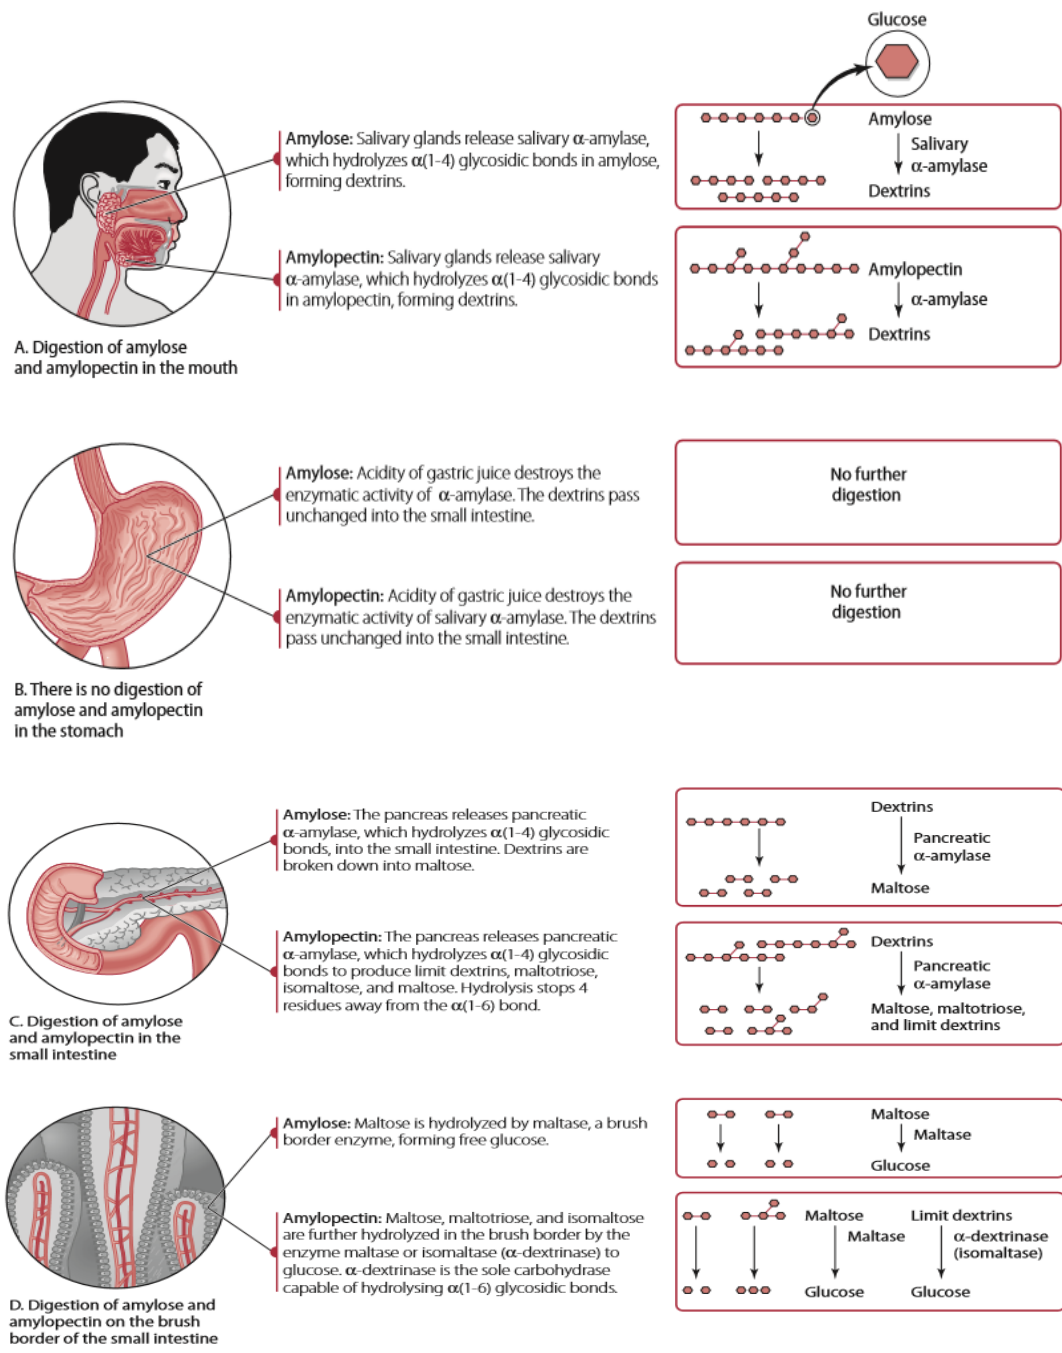 Glucose
Amylose: Salivary glands release salivary α-amylase,
which hydrolyzes α(1-4) glycosidic bonds in amylose,
forming dextrins.
Amylose
Salivary
α-amylase
Dextrins
Amylopectin: Salivary glands release salivary
α-amylase, which hydrolyzes α(1-4) glycosidic bonds
in amylopectin, forming dextrins.
Amylopectin
α-amylase
Dextrins
A. Digestion of amylose
and amylopectin in the mouth
Amylose: Acidity of gastric juice destroys the
enzymatic activity of α-amylase. The dextrins pass
unchanged into the small intestine.
No further
digestion
Amylopectin: Acidity of gastric juice destroys the
enzymatic activity of salivary α-amylase. The dextrins
pass unchanged into the small intestine.
No further
digestion
B. There is no digestion of
amylose and amylopectin
in the stomach
Amylose: The pancreas releases pancreatic
α-amylase, which hydrolyzes α(1-4) glycosidic
bonds, into the small intestine. Dextrins are
broken down into maltose.
Dextrins
Pancreatic
α-amylase
Maltose
Amylopectin: The pancreas releases pancreatic
α-amylase, which hydrolyzes α(1-4) glycosidic
bonds to produce limit dextrins, maltotriose,
isomaltose, and maltose. Hydrolysis stops 4
residues away from the α(1-6) bond.
Dextrins
Pancreatic
α-amylase
Maltose, maltotriose,
and limit dextrins
C. Digestion of amylose
and amylopectin in the
small intestine
Amylose: Maltose is hydrolyzed by maltase, a brush
border enzyme, forming free glucose.
Maltose
Maltase
Glucose
Amylopectin: Maltose, maltotriose, and isomaltose
are further hydrolyzed in the brush border by the
enzyme maltase or isomaltase (α-dextrinase) to
glucose. α-dextrinase is the sole carbohydrase
capable of hydrolysing α(1-6) glycosidic bonds.
Maltose
Maltase
Glucose
Limit dextrins
α-dextrinase
(isomaltase)
Glucose
D. Digestion of amylose and
amylopectin on the brush
border of the small intestine